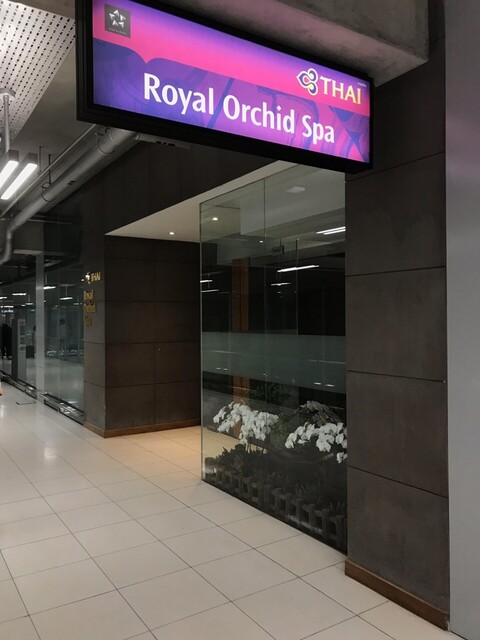 THAI
Royal Orchid Spa
THAI
Royal
Orchid
Spa